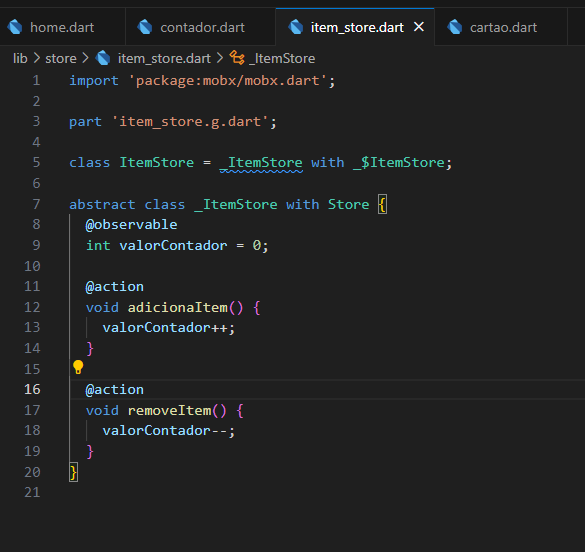 home.dart contador.dart item_store.dart × cartao.dart
lib > store > item_store.dart > _ItemStore
1 import 'package:mobx/mobx.dart';
2
3 part 'item_store.g.dart';
4
5 class ItemStore = _ItemStore with _$ItemStore;
6
7 abstract class _ItemStore with Store {
8 @observable
9 int valorContador = 0;
10
11 @action
12 void adicionaItem() {
13 valorContador++;
14 }
15
16 @action
17 void removeItem() {
18 valorContador--;
19 }
20 }
21